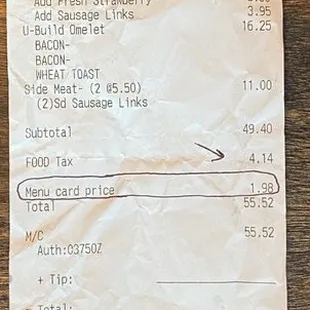 Add Fresh Strawberry
Add Sausage Links 3.95
U-Build Omelet 16.25
BACON-
BACON-
WHEAT TOAST
Side Meat- (2 @5.50) 11.00
(2)Sd Sausage Links
Subtotal 49.40
FOOD Tax 4.14
Menu card price 1.98
Total 55.52
M/C 55.52
Auth:03750Z
+ Tip:
= Total: